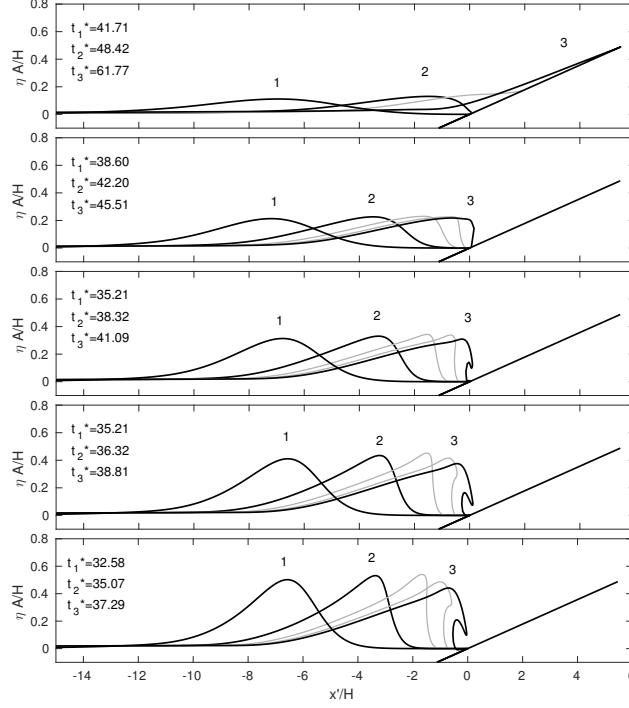 0.8
0.6
0.4
0.2
0
η A/H
t1*=41.71
t2*=48.42
t3*=61.77
1
2
3
0.8
0.6
0.4
0.2
0
η A/H
t1*=38.60
t2*=42.20
t3*=45.51
1
2
3
0.8
0.6
0.4
0.2
0
η A/H
t1*=35.21
t2*=38.32
t3*=41.09
1
2
3
0.8
0.6
0.4
0.2
0
η A/H
t1*=35.21
t2*=36.32
t3*=38.81
1
2
3
0.8
0.6
0.4
0.2
0
η A/H
t1*=32.58
t2*=35.07
t3*=37.29
1
2
3
-14 -12 -10 -8 -6 -4 -2 0 2 4
x'/H